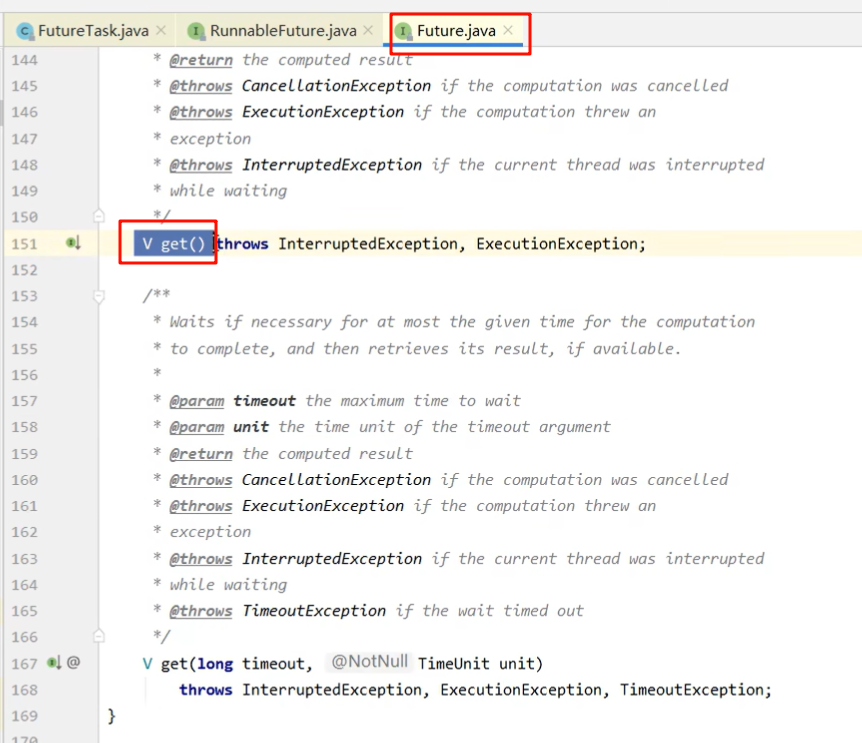 FutureTask.java × RunnableFuture.java × Future.java ×
144 * @return the computed result
145 * @throws CancellationException if the computation was cancelled
146 * @throws ExecutionException if the computation threw an
147 * exception
148 * @throws InterruptedException if the current thread was interrupted
149 * while waiting
150 */
151 V get() throws InterruptedException, ExecutionException;
152
153 /**
154 * Waits if necessary for at most the given time for the computation
155 * to complete, and then retrieves its result, if available.
156 *
157 * @param timeout the maximum time to wait
158 * @param unit the time unit of the timeout argument
159 * @return the computed result
160 * @throws CancellationException if the computation was cancelled
161 * @throws ExecutionException if the computation threw an
162 * exception
163 * @throws InterruptedException if the current thread was interrupted
164 * while waiting
165 * @throws TimeoutException if the wait timed out
166 */
167 @ V get(long timeout, @NotNull TimeUnit unit)
168 throws InterruptedException, ExecutionException, TimeoutException;
169 }
170